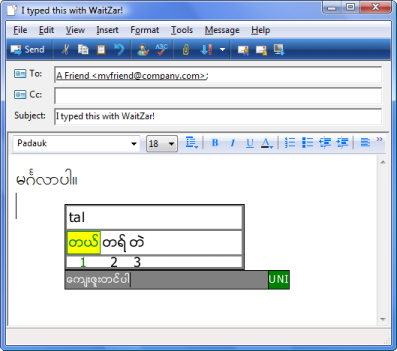 I typed this with WaitZar!
File Edit View Insert Format Tools Message Help
Send
To: A Friend <myfriend@company.com>;
Cc:
Subject: I typed this with WaitZar!
Padauk 18 B I U A
မင်္ဂလာပါ။
tal
တယ် တရ် တဲ
1 2 3
ကျေးဇူးတင်ပါ UNI